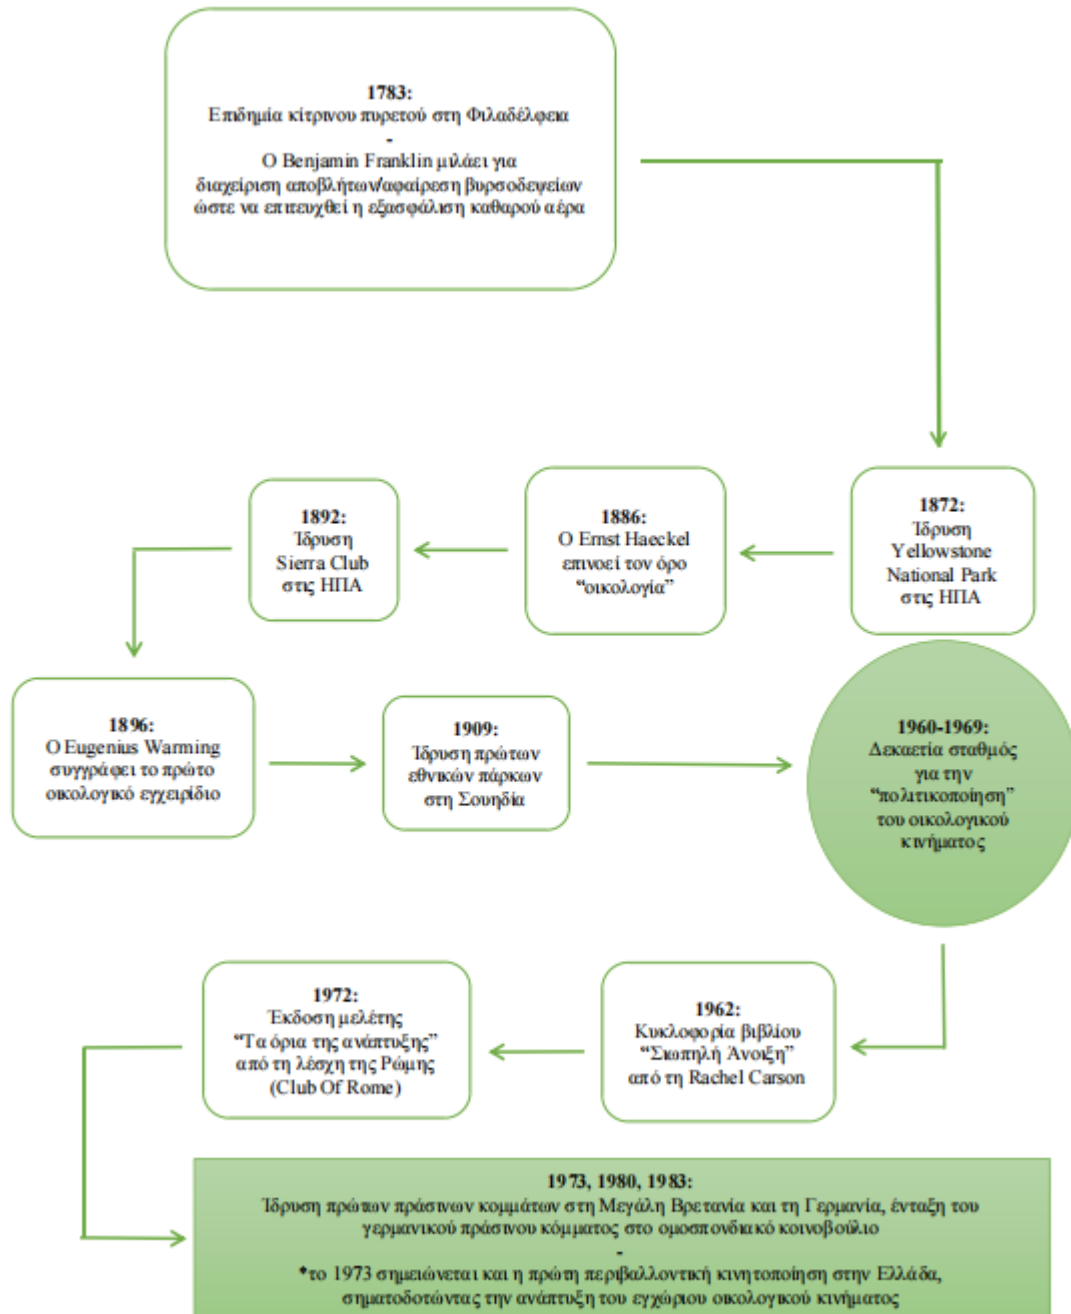 1783:
Επιδημία κίτρινου πυρετού στη Φιλαδέλφεια
-
Ο Benjamin Franklin μιλάει για
διαχείριση αποβλήτων/αφαίρεση βυρσοδεψείων
ώστε να επιτευχθεί η εξασφάλιση καθαρού αέρα
1872:
Ίδρυση
Yellowstone
National Park
στις ΗΠΑ
1886:
Ο Ernst Haeckel
επινοεί τον όρο
“οικολογία”
1892:
Ίδρυση
Sierra Club
στις ΗΠΑ
1896:
Ο Eugenius Warming
συγγράφει το πρώτο
οικολογικό εγχειρίδιο
1909:
Ίδρυση πρώτων
εθνικών πάρκων
στη Σουηδία
1960-1969:
Δεκαετία σταθμός
για την
“πολιτικοποίηση”
του οικολογικού
κινήματος
1962:
Κυκλοφορία βιβλίου
“Σιωπηλή Άνοιξη”
από τη Rachel Carson
1972:
Έκδοση μελέτης
“Τα όρια της ανάπτυξης”
από τη λέσχη της Ρώμης
(Club Of Rome)
1973, 1980, 1983:
Ίδρυση πρώτων πράσινων κομμάτων στη Μεγάλη Βρετανία και τη Γερμανία, ένταξη του
γερμανικού πράσινου κόμματος στο ομοσπονδιακό κοινοβούλιο
-
*το 1973 σημειώνεται και η πρώτη περιβαλλοντική κινητοποίηση στην Ελλάδα,
σηματοδοτώντας την ανάπτυξη του εγχώριου οικολογικού κινήματος